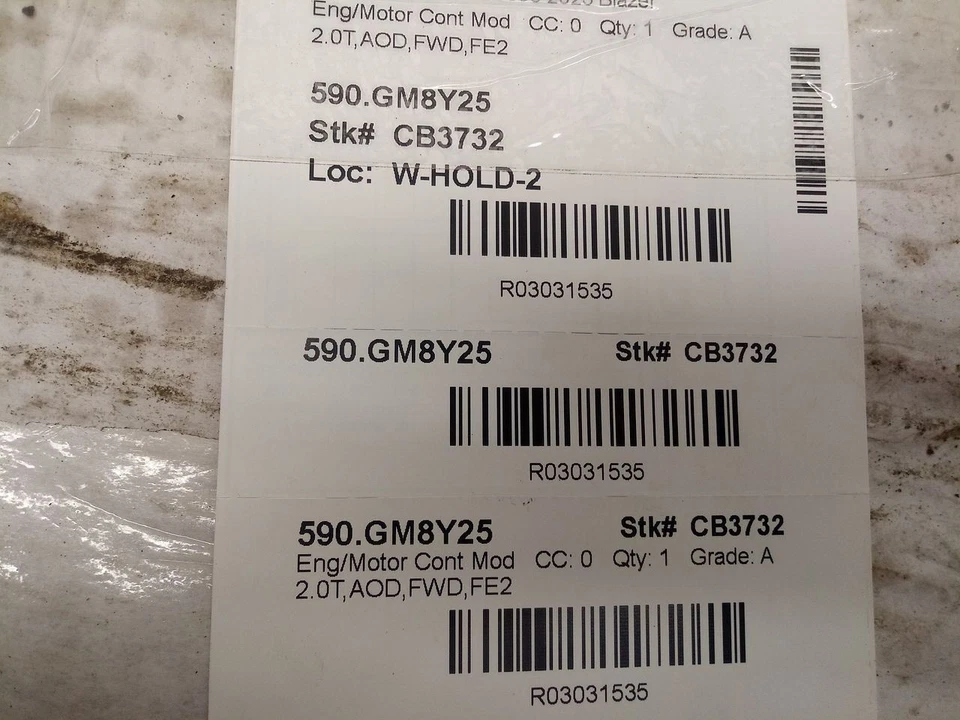 2020 Blazer
Eng/Motor Cont Mod CC: 0 Qty: 1 Grade: A
2.0T,AOD,FWD,FE2
590.GM8Y25
Stk# CB3732
Loc: W-HOLD-2
R03031535
590.GM8Y25 Stk# CB3732
R03031535
590.GM8Y25 Stk# CB3732
Eng/Motor Cont Mod CC: 0 Qty: 1 Grade: A
2.0T,AOD,FWD,FE2
R03031535